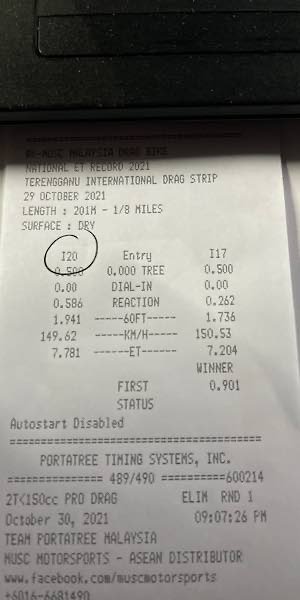 BY-MUSC MALAYSIA DRAG BIKE
NATIONAL ET RECORD 2021
TERENGGANU INTERNATIONAL DRAG STRIP
29 OCTOBER 2021
LENGTH : 201M - 1/8 MILES
SURFACE : DRY
I20 Entry I17
0.500 0.000 TREE 0.500
0.00 DIAL-IN 0.00
0.586 REACTION 0.262
1.941 -----60FT----- 1.736
149.62 -----KM/H----- 150.53
7.781 ------ET------ 7.204
WINNER
FIRST 0.901
STATUS
Autostart Disabled
========================================
PORTATREE TIMING SYSTEMS, INC.
=============== 489/490 ==========600214
2T<150cc PRO DRAG ELIM RND 1
October 30, 2021 09:07:26 PM
TEAM PORTATREE MALAYSIA
MUSC MOTORSPORTS - ASEAN DISTRIBUTOR
www.facebook.com/muscmotorsports
+6016-6681490